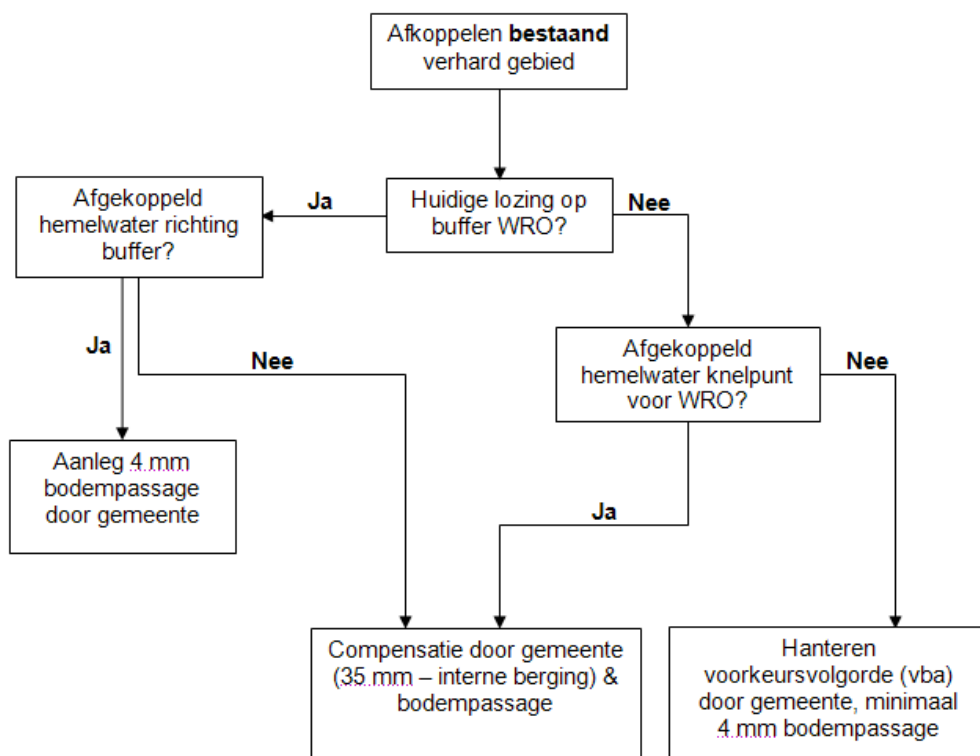 Afkoppelen bestaand
verhard gebied
Huidige lozing op
buffer WRO?
Ja
Nee
Afgekoppeld
hemelwater richting
buffer?
Ja
Nee
Afgekoppeld
hemelwater knelpunt
voor WRO?
Nee
Ja
Aanleg 4 mm
bodempassage
door gemeente
Compensatie door gemeente
(35 mm – interne berging) &
bodempassage
Hanteren
voorkeursvolgorde (vba)
door gemeente, minimaal
4 mm bodempassage